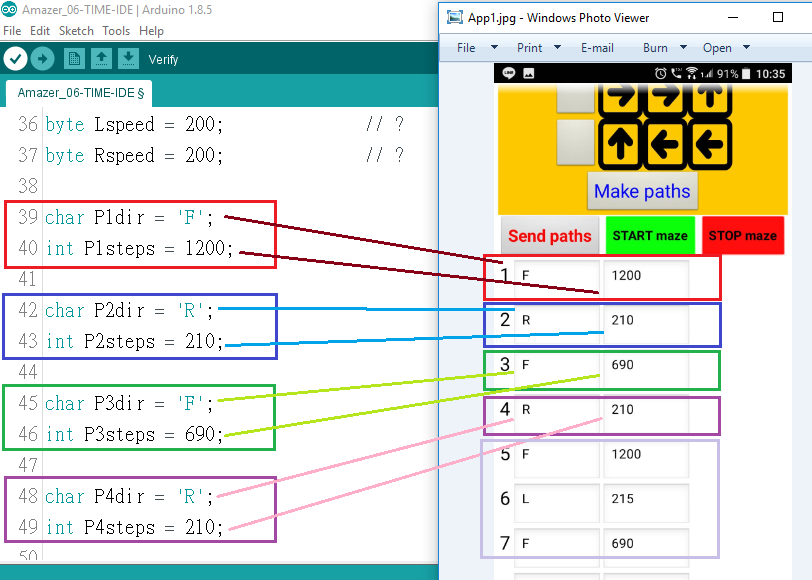 Amazer_06-TIME-IDE | Arduino 1.8.5
File Edit Sketch Tools Help
Verify
Amazer_06-TIME-IDE §
36 byte Lspeed = 200; // ?
37 byte Rspeed = 200; // ?
38
39 char P1dir = 'F';
40 int P1steps = 1200;
41
42 char P2dir = 'R';
43 int P2steps = 210;
44
45 char P3dir = 'F';
46 int P3steps = 690;
47
48 char P4dir = 'R';
49 int P4steps = 210;
50
App1.jpg - Windows Photo Viewer
File Print E-mail Burn Open
91% 10:35
Make paths
Send paths START maze STOP maze
1 F 1200
2 R 210
3 F 690
4 R 210
5 F 1200
6 L 215
7 F 690